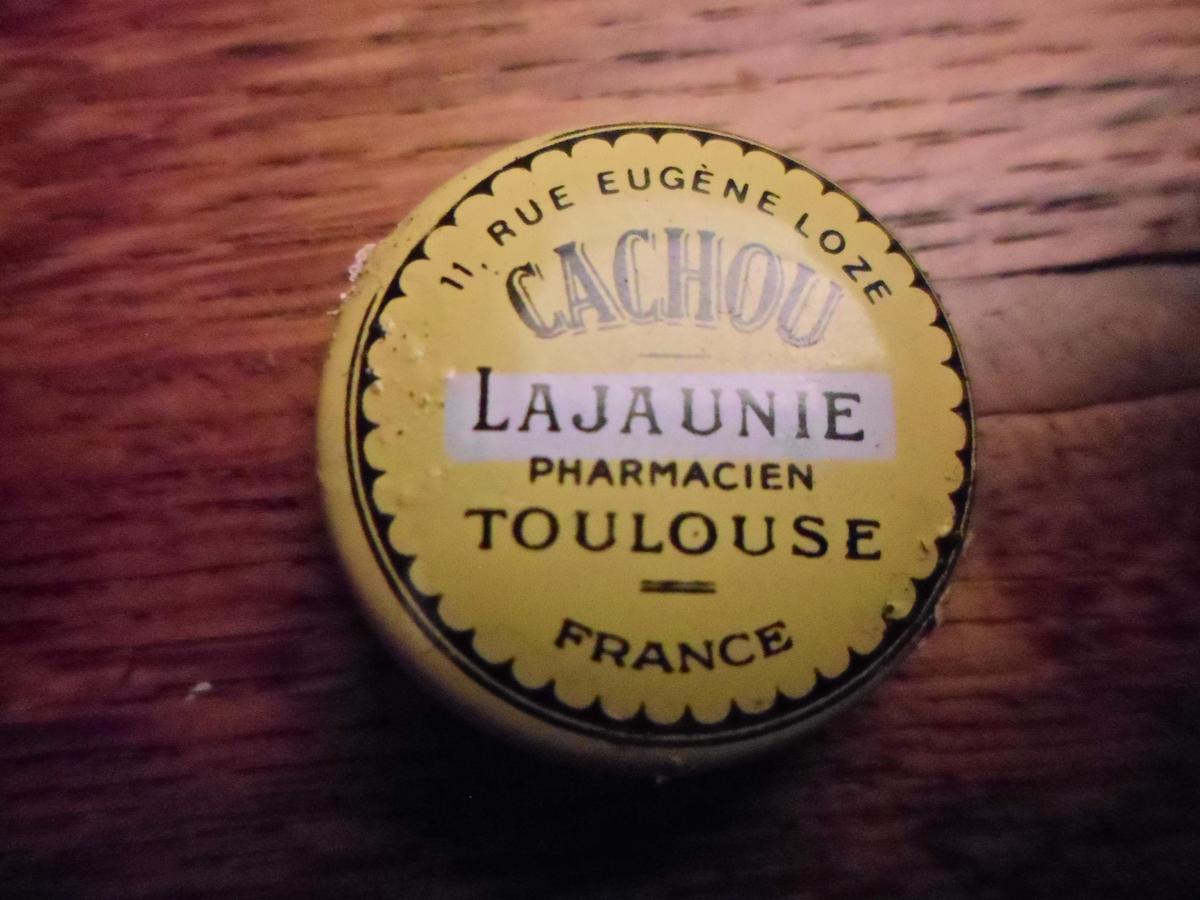 11, RUE EUGÈNE LOZE
CACHOU
LAJAUNIE
PHARMACIEN
TOULOUSE
FRANCE